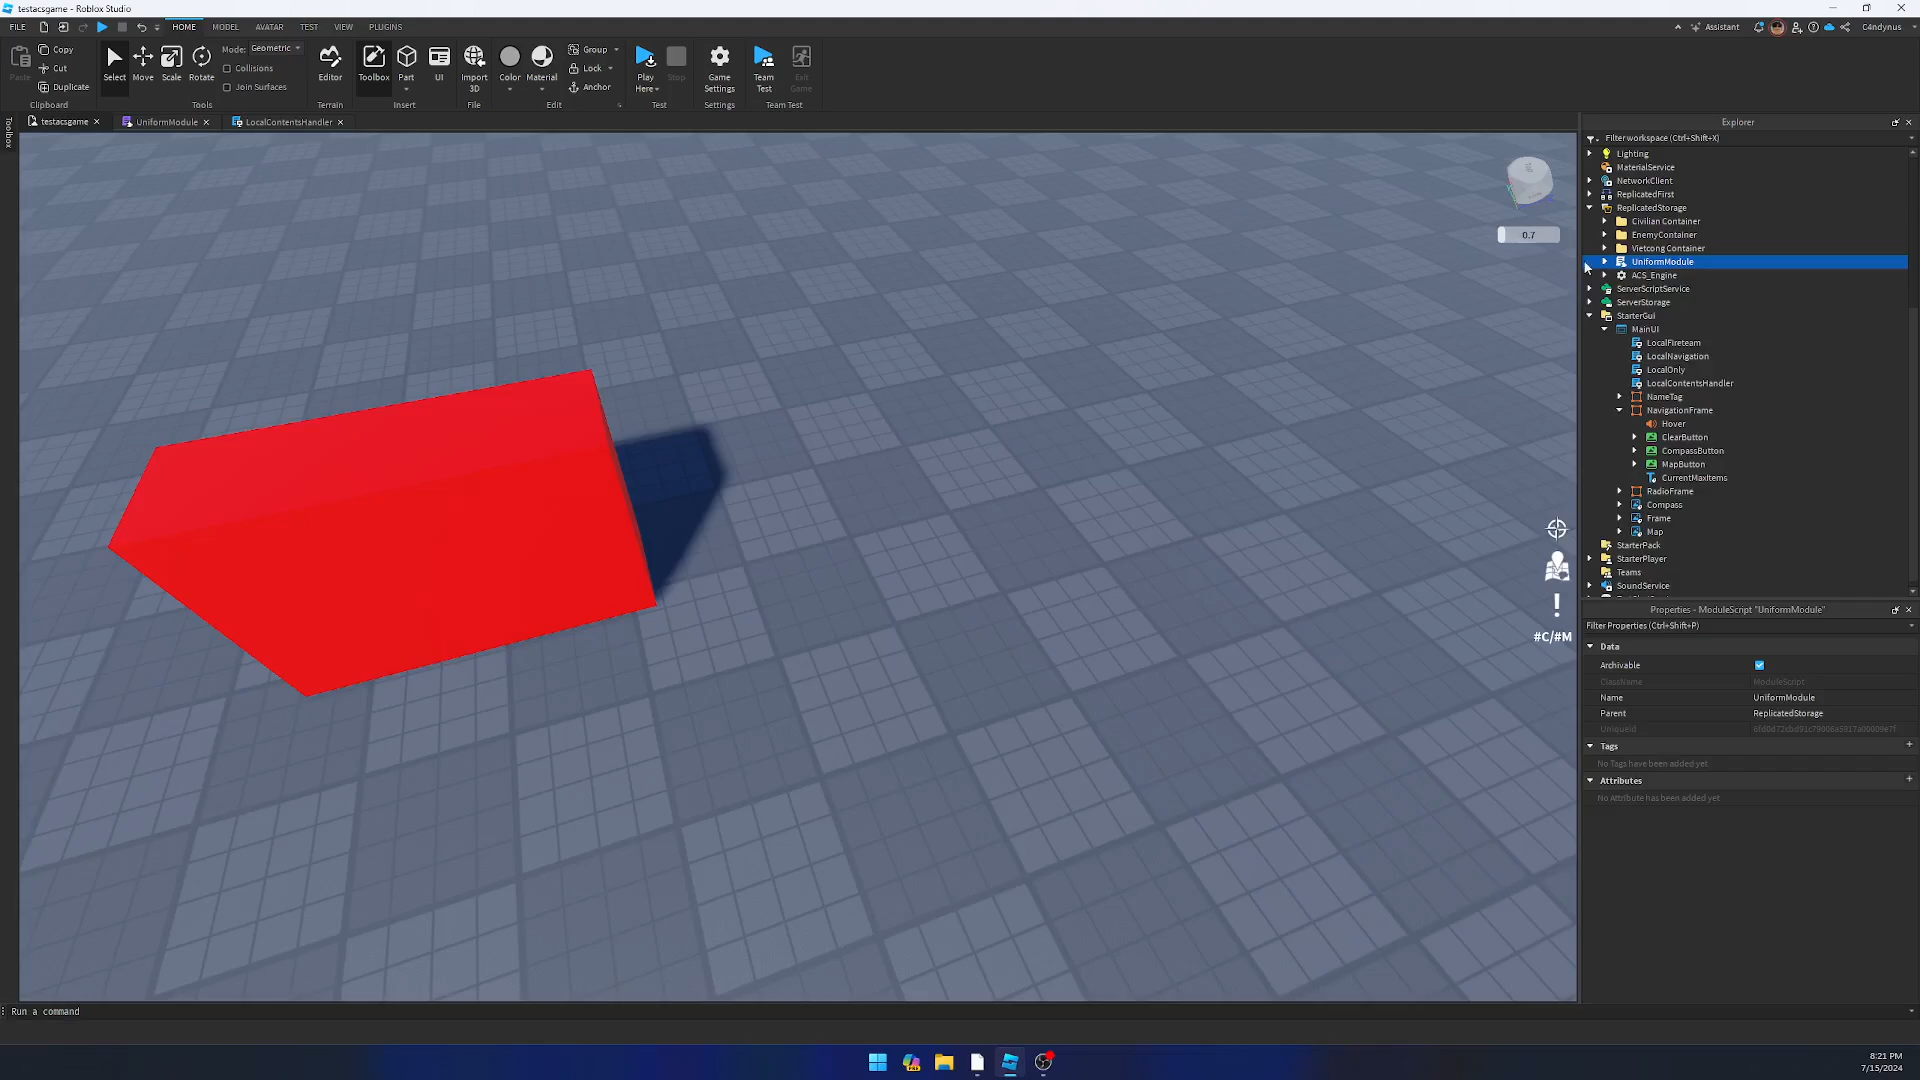 testacsgame - Roblox Studio
FILE HOME MODEL AVATAR TEST VIEW PLUGINS Assistant C4ndynus
Paste Copy Cut Duplicate Clipboard
Select Move Scale Rotate Mode: Geometric Collisions Join Surfaces Tools
Editor Terrain
Toolbox Part UI Insert
Import 3D File
Color Material Group Lock Anchor Edit
Play Here Stop Test
Game Settings Settings
Team Test Exit Game Team Test
Toolbox
testacsgame UniformModule LocalContentsHandler
0.7
#C/#M
Explorer
Filter workspace (Ctrl+Shift+X)
Lighting
MaterialService
NetworkClient
ReplicatedFirst
ReplicatedStorage
Civilian Container
EnemyContainer
Vietcong Container
UniformModule
ACS_Engine
ServerScriptService
ServerStorage
StarterGui
MainUI
LocalFireteam
LocalNavigation
LocalOnly
LocalContentsHandler
NameTag
NavigationFrame
Hover
ClearButton
CompassButton
MapButton
CurrentMaxItems
RadioFrame
Compass
Frame
Map
StarterPack
StarterPlayer
Teams
SoundService
Properties - ModuleScript "UniformModule"
Filter Properties (Ctrl+Shift+P)
Data
Archivable
ClassName ModuleScript
Name UniformModule
Parent ReplicatedStorage
UniqueId
Tags
No Tags have been added yet
Attributes
No Attribute has been added yet
Run a command
8:21 PM
7/15/2024